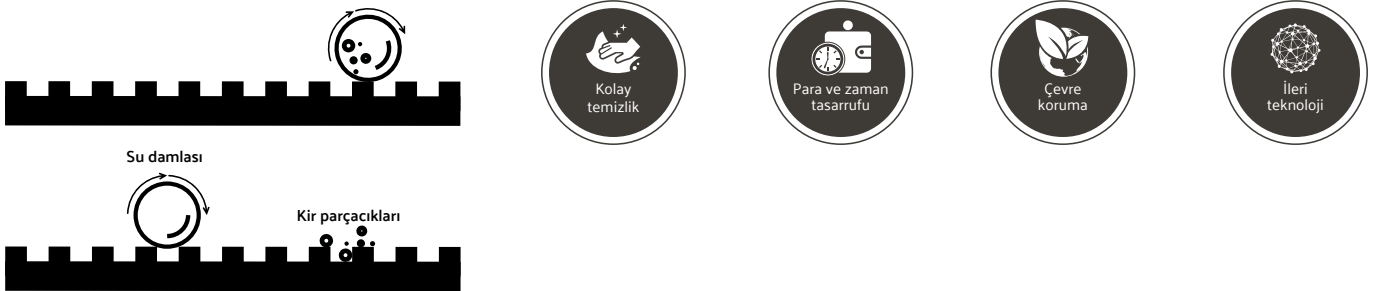 Kolay
temizlik
Para ve zaman
tasarrufu
Çevre
koruma
İleri
teknoloji
Su damlası
Kir parçacıkları